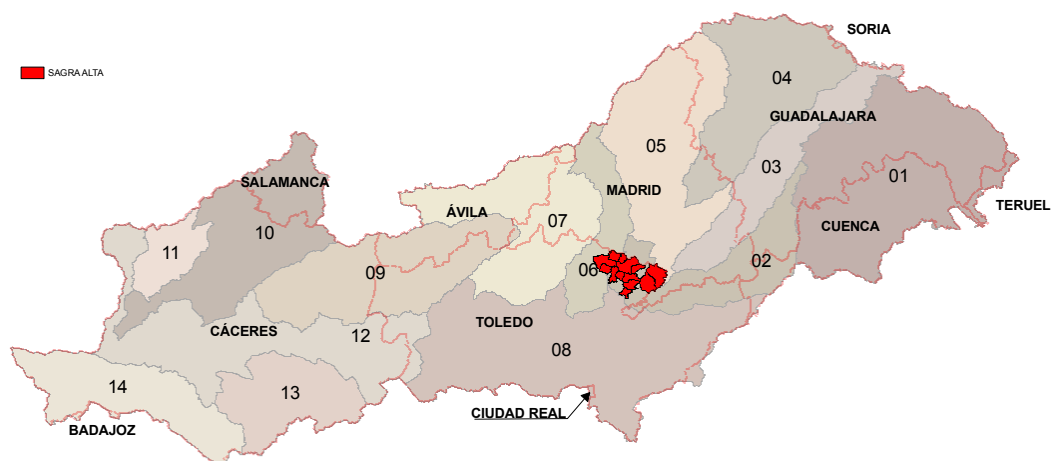 SORIA
SAGRA ALTA
04
GUADALAJARA
05
03
01
SALAMANCA
MADRID
TERUEL
ÁVILA
07
CUENCA
10
11
02
09
06
TOLEDO
CÁCERES
12
08
14
13
CIUDAD REAL
BADAJOZ